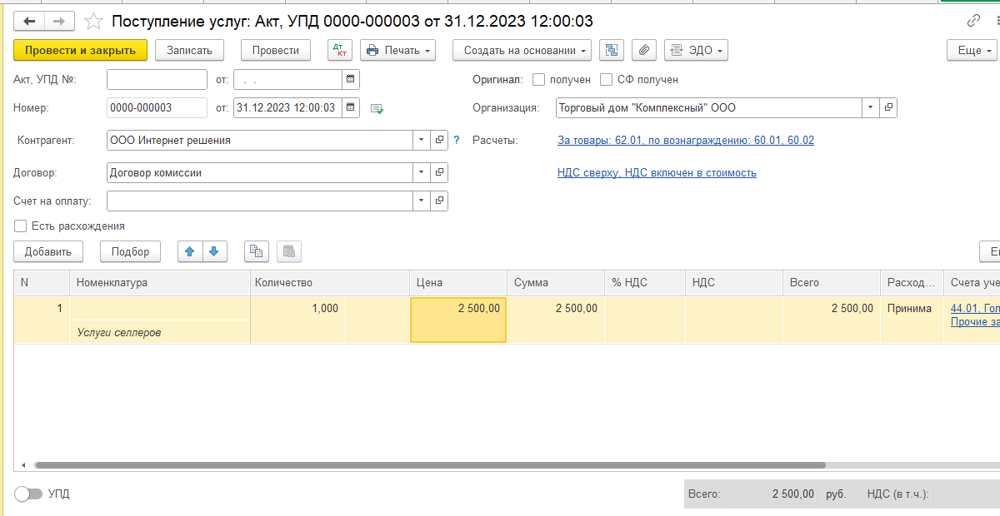 Поступление услуг: Акт, УПД 0000-000003 от 31.12.2023 12:00:03
Провести и закрыть Записать Провести Дт Кт Печать Создать на основании ЭДО Еще
Акт, УПД №: от: . . Оригинал: получен СФ получен
Номер: 0000-000003 от: 31.12.2023 12:00:03 Организация: Торговый дом "Комплексный" ООО
Контрагент: ООО Интернет решения ? Расчеты: За товары: 62.01, по вознаграждению: 60.01, 60.02
Договор: Договор комиссии НДС сверху, НДС включен в стоимость
Счет на оплату:
Есть расхождения
Добавить Подбор
N Номенклатура Количество Цена Сумма % НДС НДС Всего Расход... Счета уче
1 1,000 2 500,00 2 500,00 2 500,00 Принима 44.01, Гол
Услуги селлеров Прочие за
УПД Всего: 2 500,00 руб. НДС (в т.ч.):